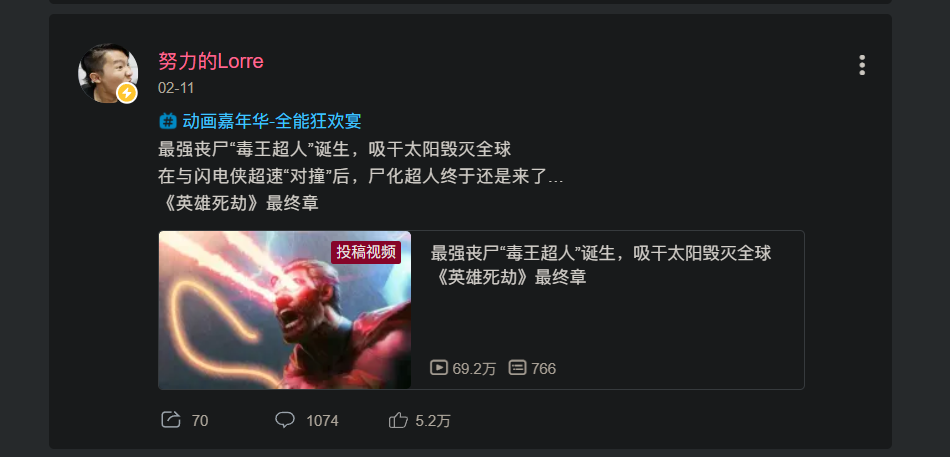 努力的Lorre
02-11
动画嘉年华-全能狂欢宴
最强丧尸“毒王超人”诞生，吸干太阳毁灭全球
在与闪电侠超速“对撞”后，尸化超人终于还是来了...
《英雄死劫》最终章
投稿视频
最强丧尸“毒王超人”诞生，吸干太阳毁灭全球
《英雄死劫》最终章
69.2万 766
70 1074 5.2万